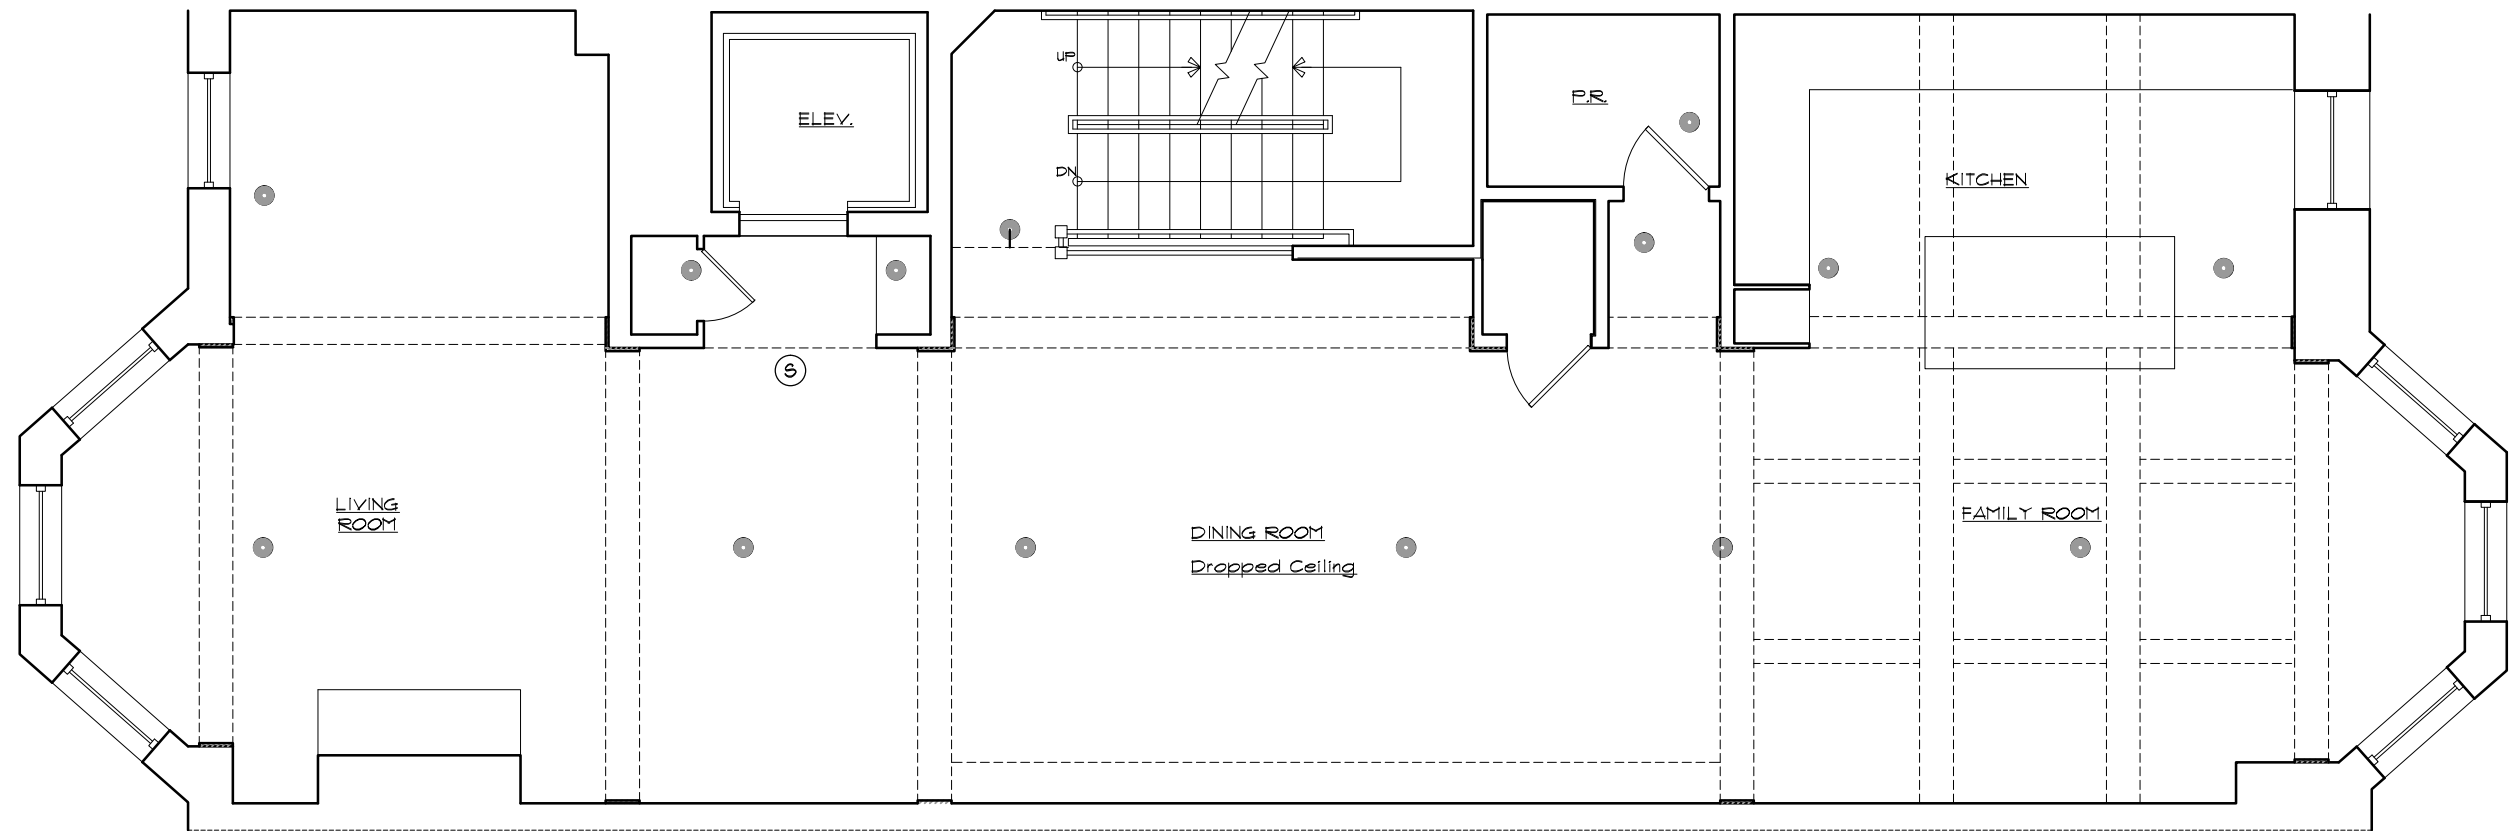 UP
P.R.
ELEV.
DN
KITCHEN
S
LIVING
ROOM
FAMILY ROOM
DINING ROOM
Dropped Ceiling